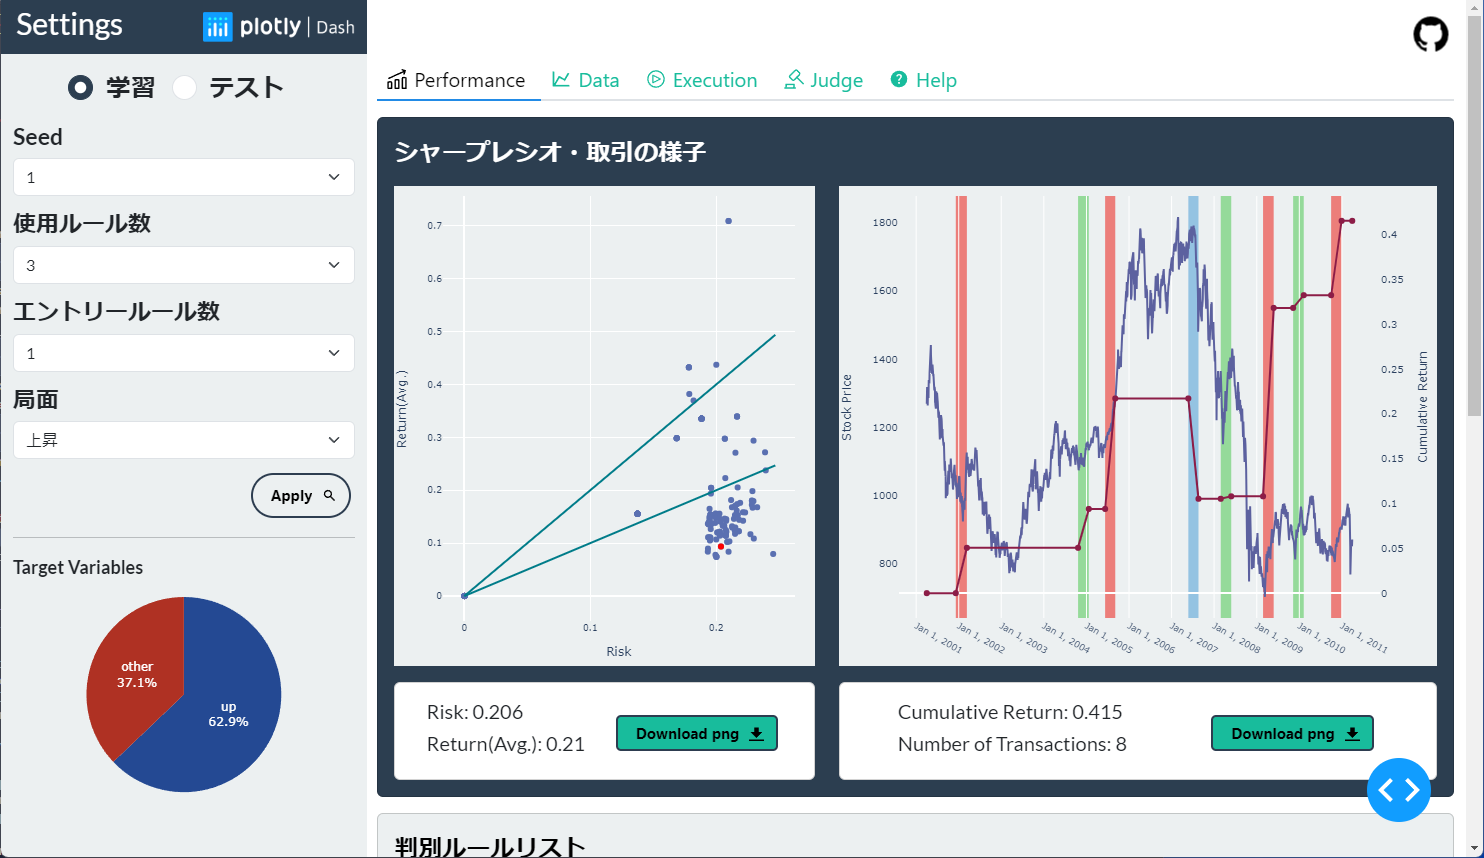 Settings
plotly | Dash
学習
テスト
Seed
1
使用ルール数
3
エントリールール数
1
局面
上昇
Apply
Target Variables
other
37.1%
up
62.9%
Performance
Data
Execution
Judge
Help
シャープレシオ・取引の様子
0.7
0.6
0.5
0.4
0.3
0.2
0.1
0
Return(Avg.)
0
0.1
0.2
Risk
1800
1600
1400
1200
1000
800
Stock Price
0.4
0.35
0.3
0.25
0.2
0.15
0.1
0.05
0
Cumulative Return
Jan 1, 2001
Jan 1, 2002
Jan 1, 2003
Jan 1, 2004
Jan 1, 2005
Jan 1, 2006
Jan 1, 2007
Jan 1, 2008
Jan 1, 2009
Jan 1, 2010
Jan 1, 2011
Risk: 0.206
Return(Avg.): 0.21
Download png
Cumulative Return: 0.415
Number of Transactions: 8
Download png
判別ルールリスト